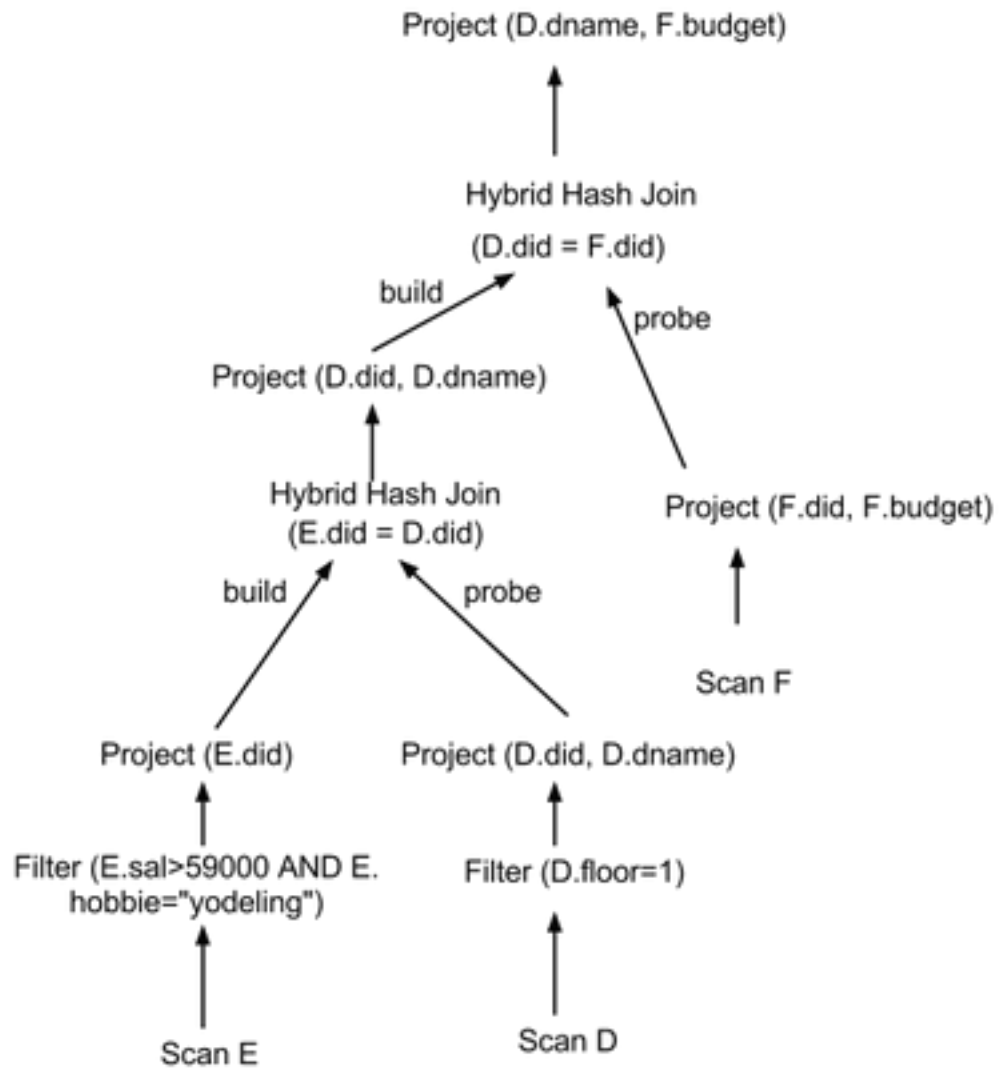 Project (D.dname, F.budget)
Hybrid Hash Join
(D.did = F.did)
build
probe
Project (D.did, D.dname)
Hybrid Hash Join
(E.did = D.did)
Project (F.did, F.budget)
build
probe
Scan F
Project (E.did)
Project (D.did, D.dname)
Filter (E.sal>59000 AND E.
hobbie="yodeling")
Filter (D.floor=1)
Scan E
Scan D